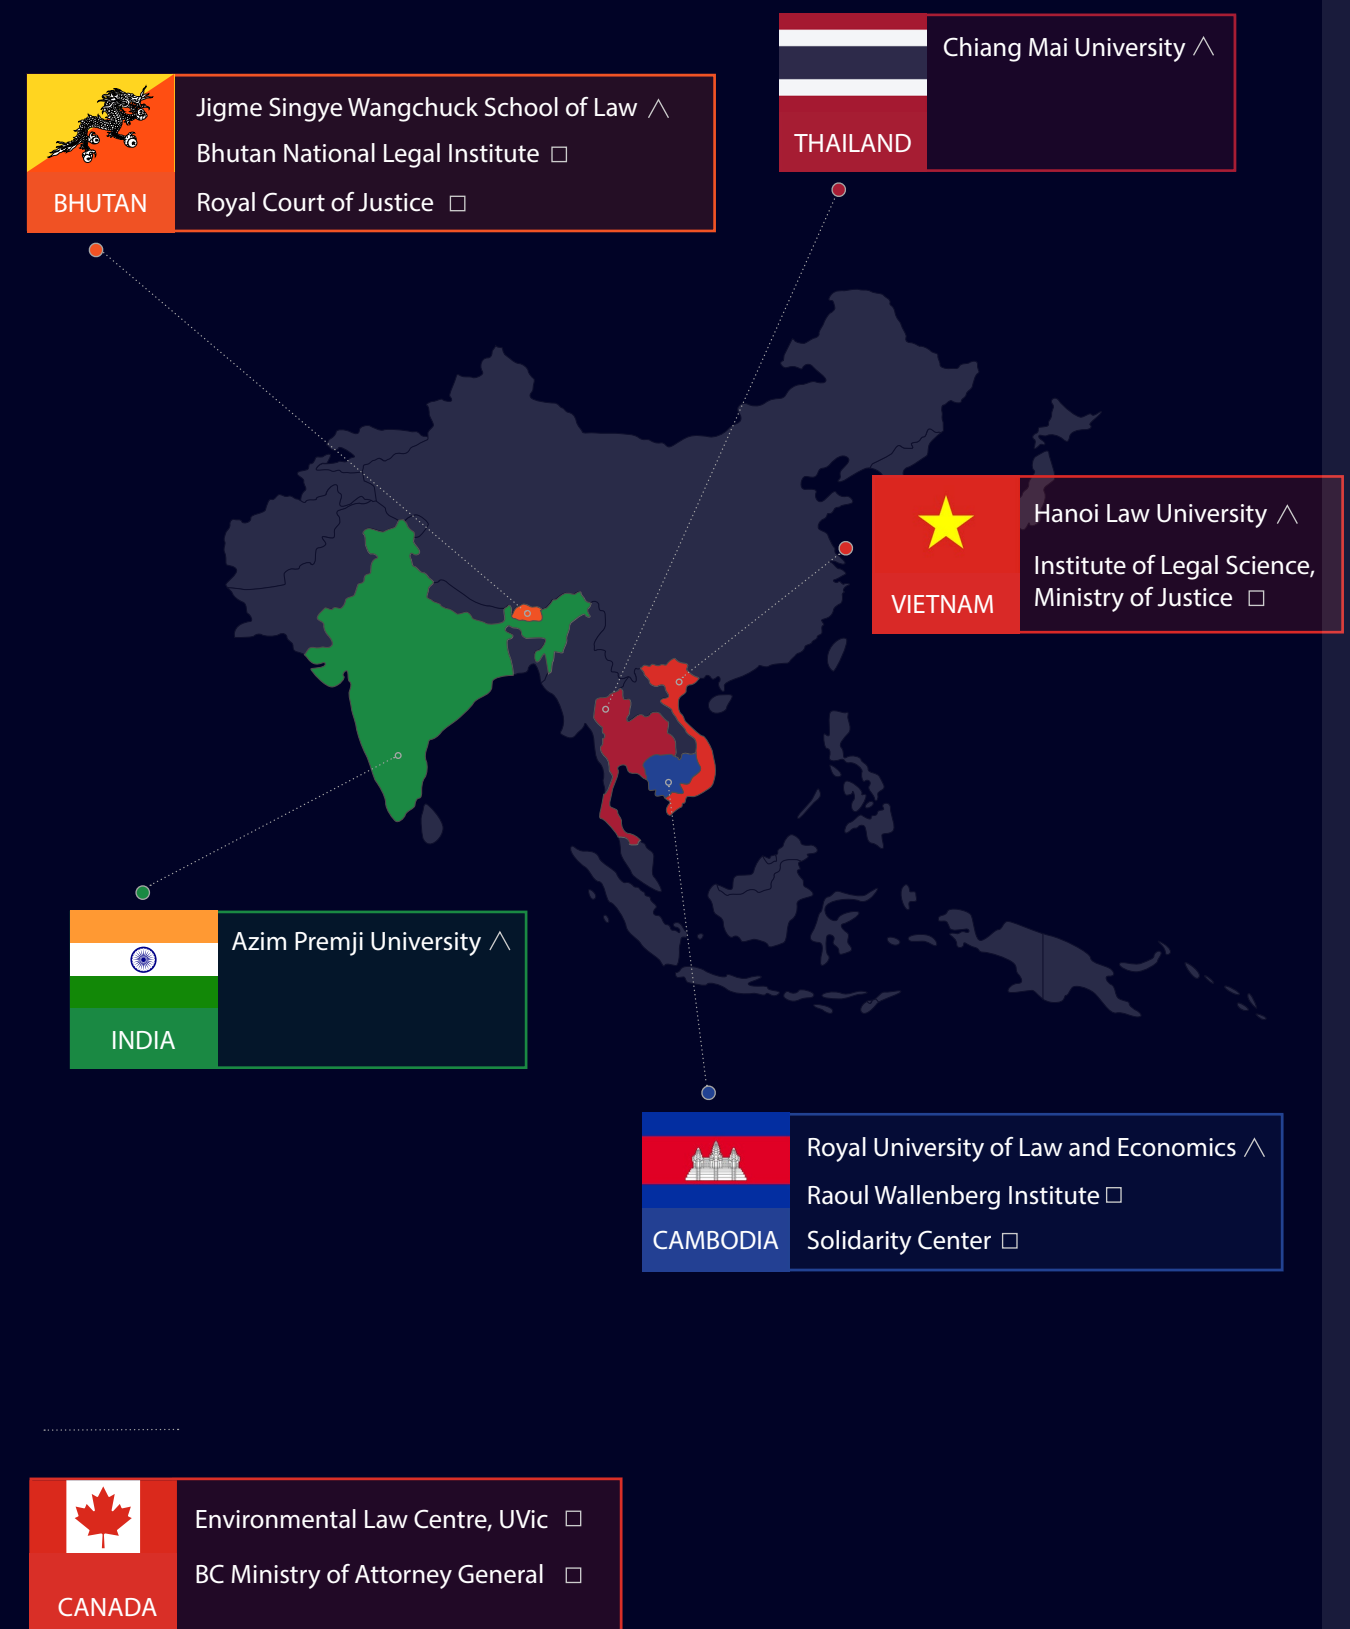 Chiang Mai University ∧
THAILAND
Jigme Singye Wangchuck School of Law ∧
Bhutan National Legal Institute □
Royal Court of Justice □
BHUTAN
Hanoi Law University ∧
Institute of Legal Science,
Ministry of Justice □
VIETNAM
Azim Premji University ∧
INDIA
Royal University of Law and Economics ∧
Raoul Wallenberg Institute □
Solidarity Center □
CAMBODIA
Environmental Law Centre, UVic □
BC Ministry of Attorney General □
CANADA